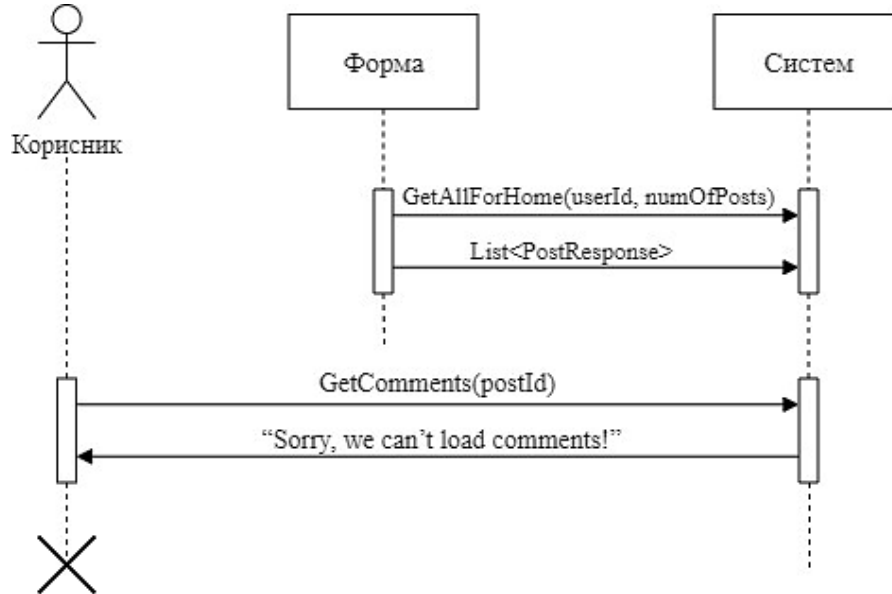 Форма
Систем
Корисник
GetAllForHome(userId, numOfPosts)
List<PostResponse>
GetComments(postId)
“Sorry, we can’t load comments!”